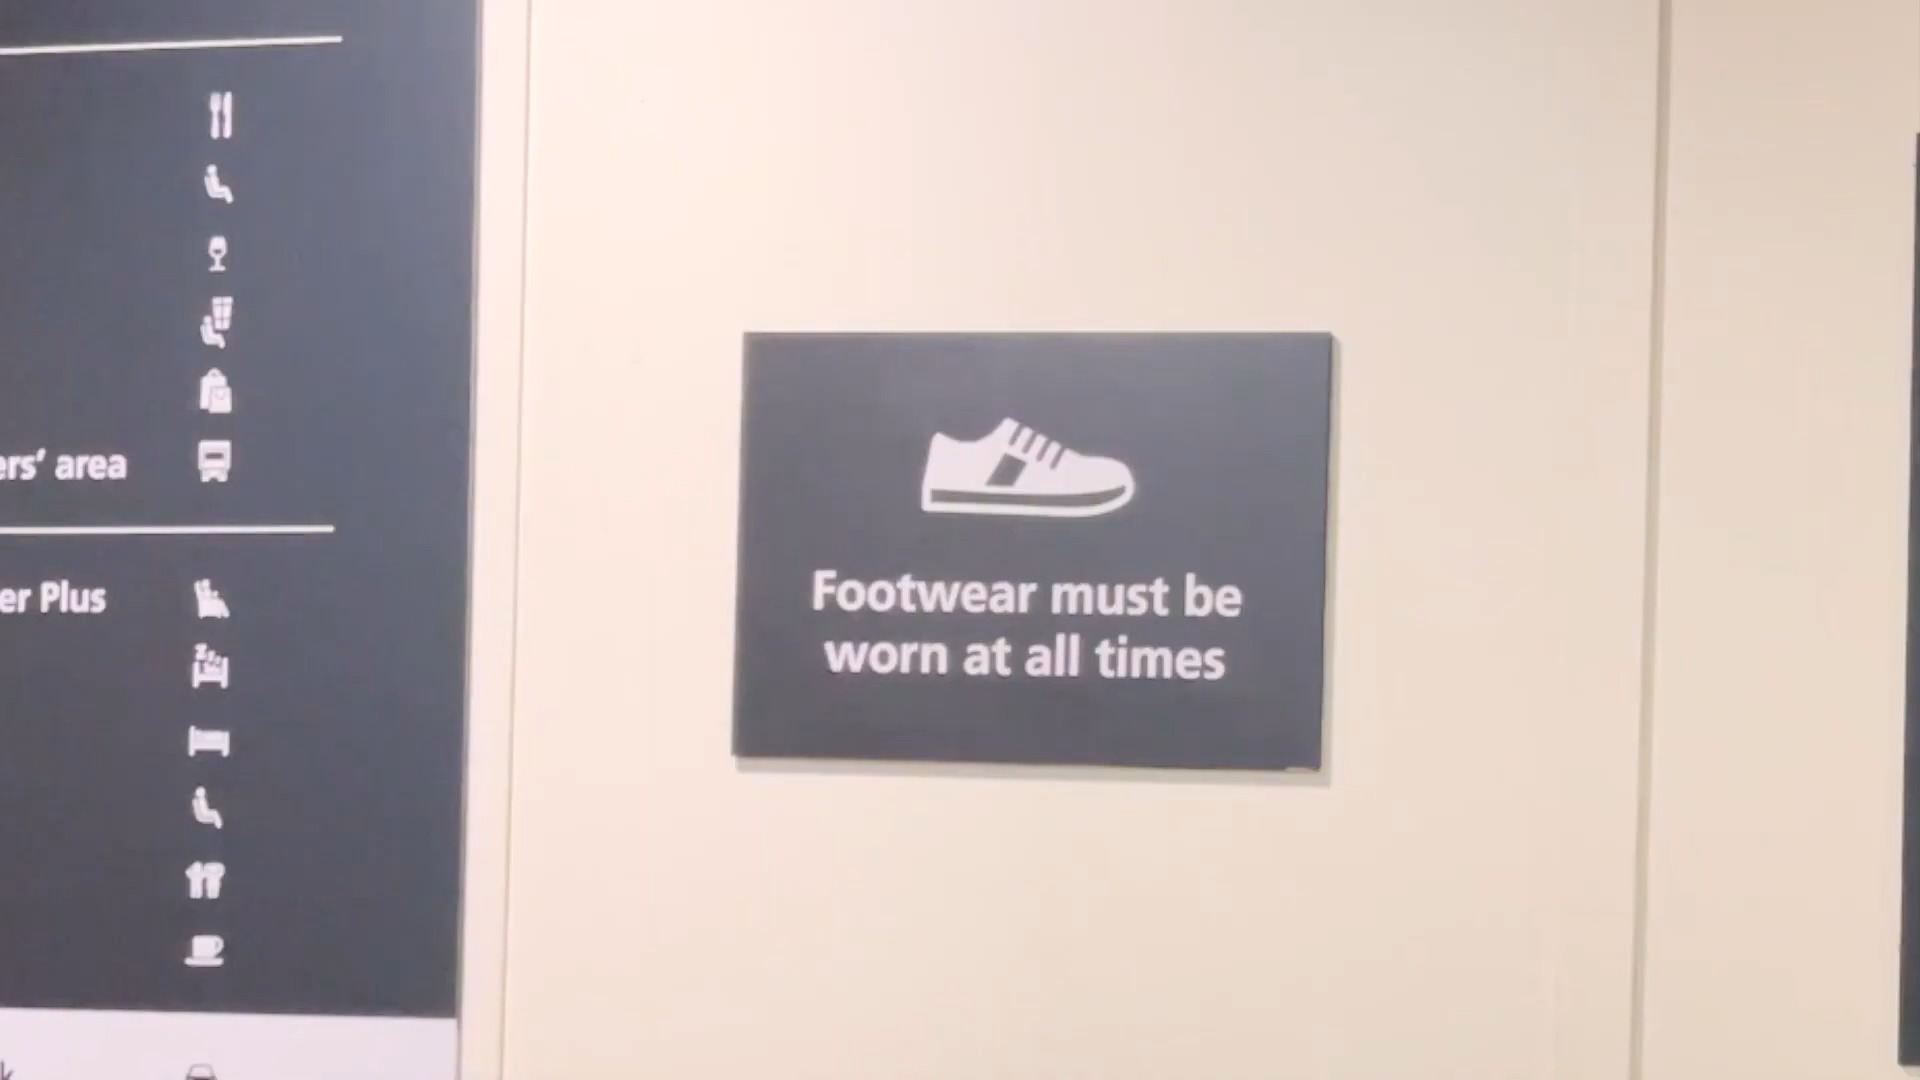 ers' area
er Plus
Footwear must be
worn at all times